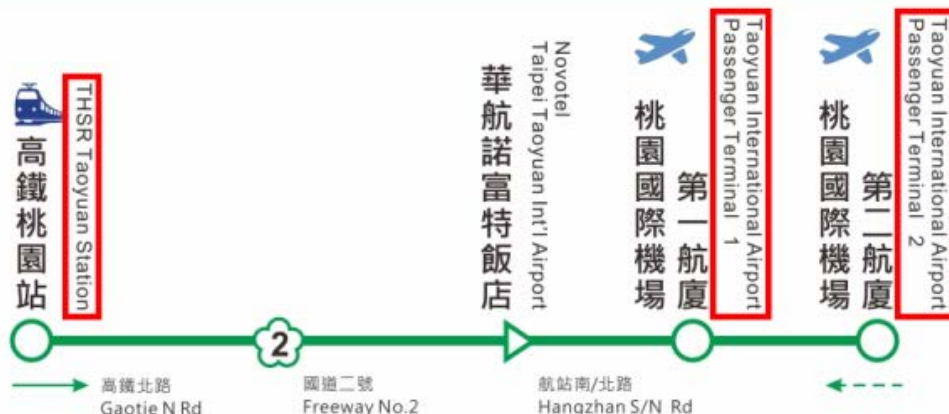 THSR Taoyuan Station
高鐵桃園站
Novotel
Taipei Taoyuan Int'l Airport
華航諾富特飯店
Taoyuan International Airport
Passenger Terminal 1
第一航廈
桃園國際機場
Taoyuan International Airport
Passenger Terminal 2
第二航廈
桃園國際機場
2
高鐵北路
Gaotie N Rd
國道二號
Freeway No.2
航站南/北路
Hangzhan S/N Rd